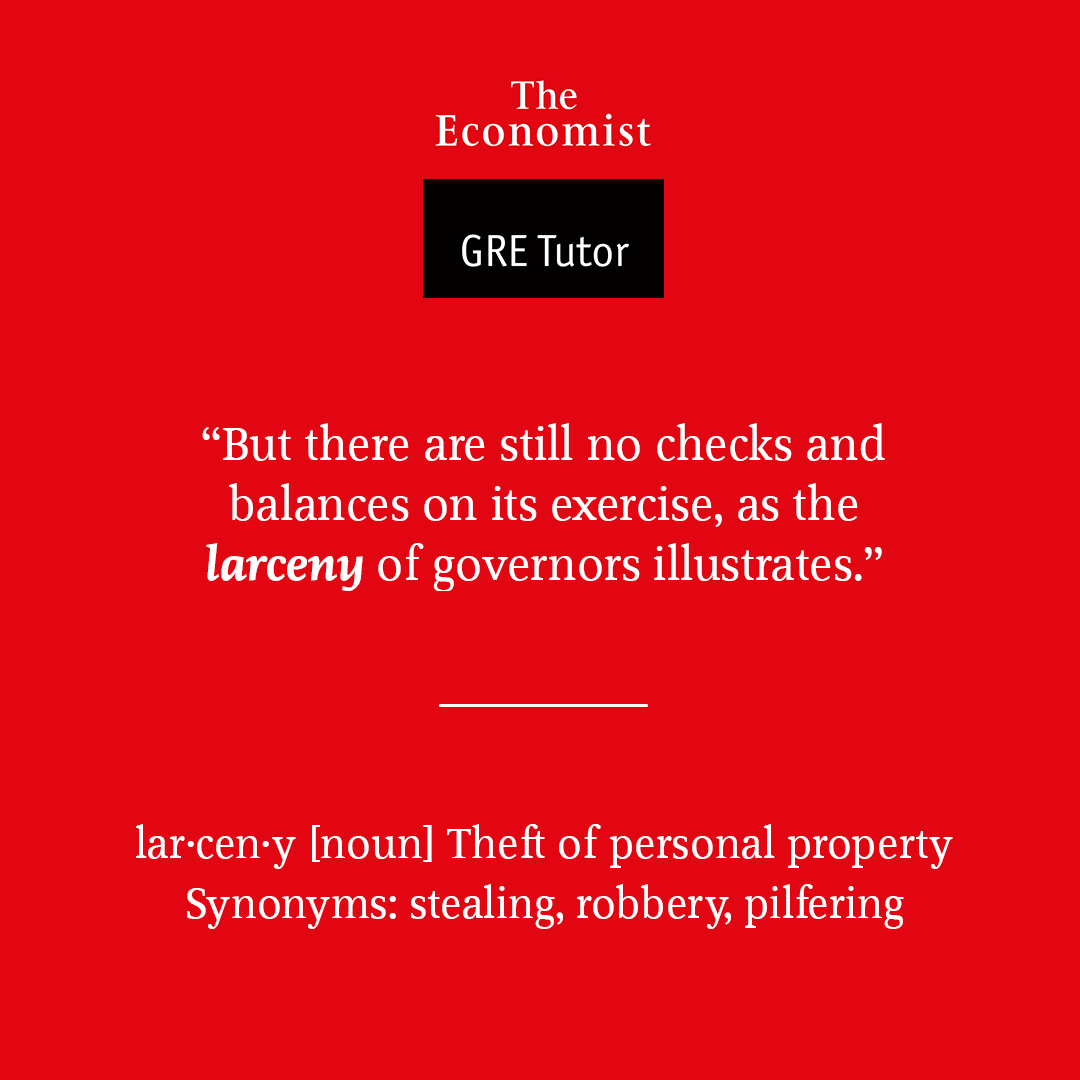 The
Economist
GRE Tutor
“But there are still no checks and
balances on its exercise, as the
larceny of governors illustrates.”
lar·cen·y [noun] Theft of personal property
Synonyms: stealing, robbery, pilfering